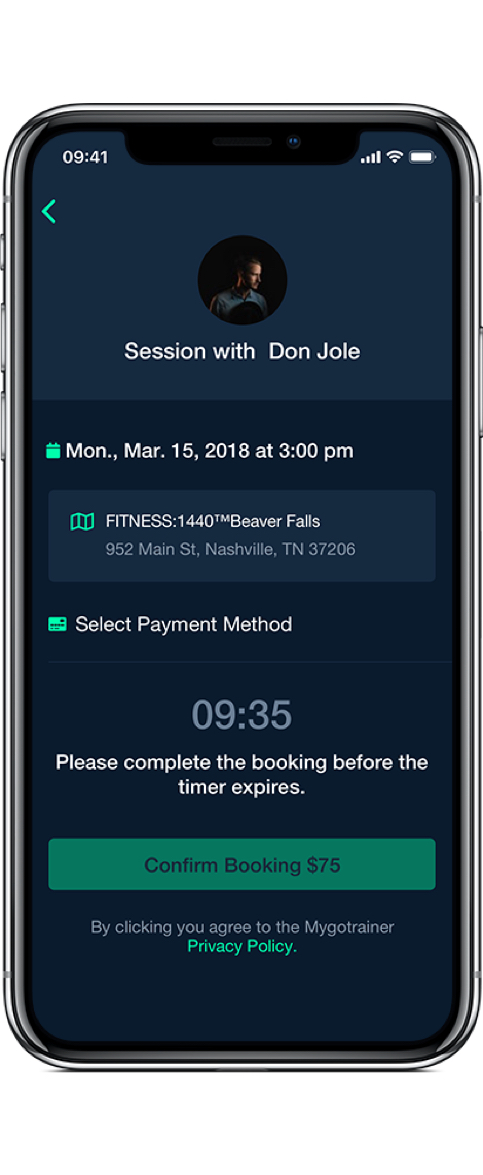 09:41
Session with Don Jole
Mon., Mar. 15, 2018 at 3:00 pm
FITNESS:1440™Beaver Falls
952 Main St, Nashville, TN 37206
Select Payment Method
09:35
Please complete the booking before the
timer expires.
Confirm Booking $75
By clicking you agree to the Mygotrainer
Privacy Policy.